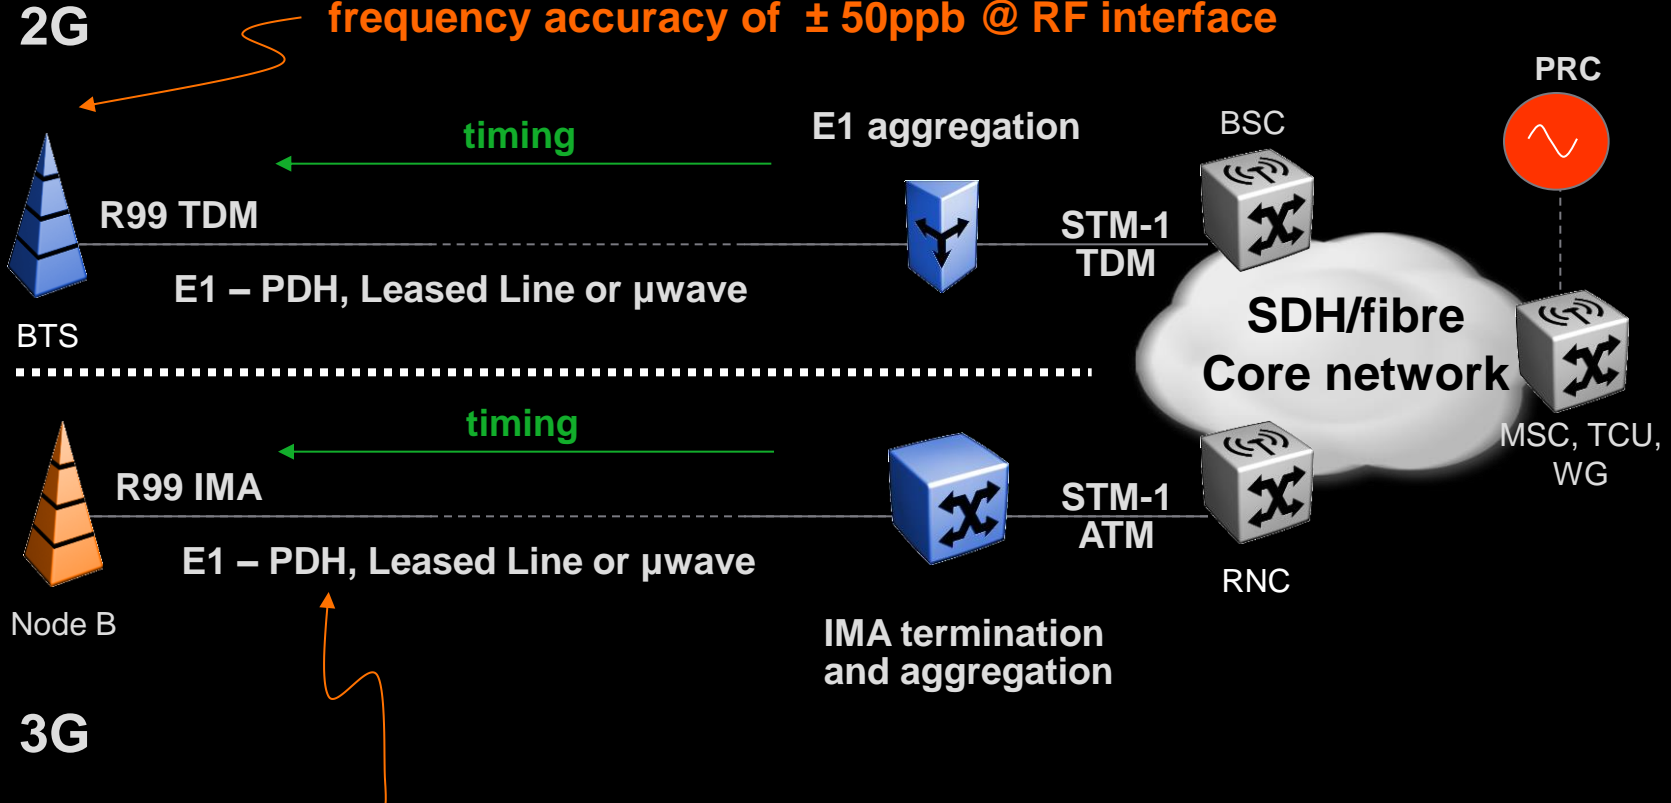 2G
frequency accuracy of ± 50ppb @ RF interface
PRC
timing
E1 aggregation
BSC
R99 TDM
STM-1
TDM
E1 – PDH, Leased Line or μwave
BTS
SDH/fibre
Core network
timing
MSC, TCU,
WG
R99 IMA
STM-1
ATM
E1 – PDH, Leased Line or μwave
RNC
Node B
IMA termination
and aggregation
3G